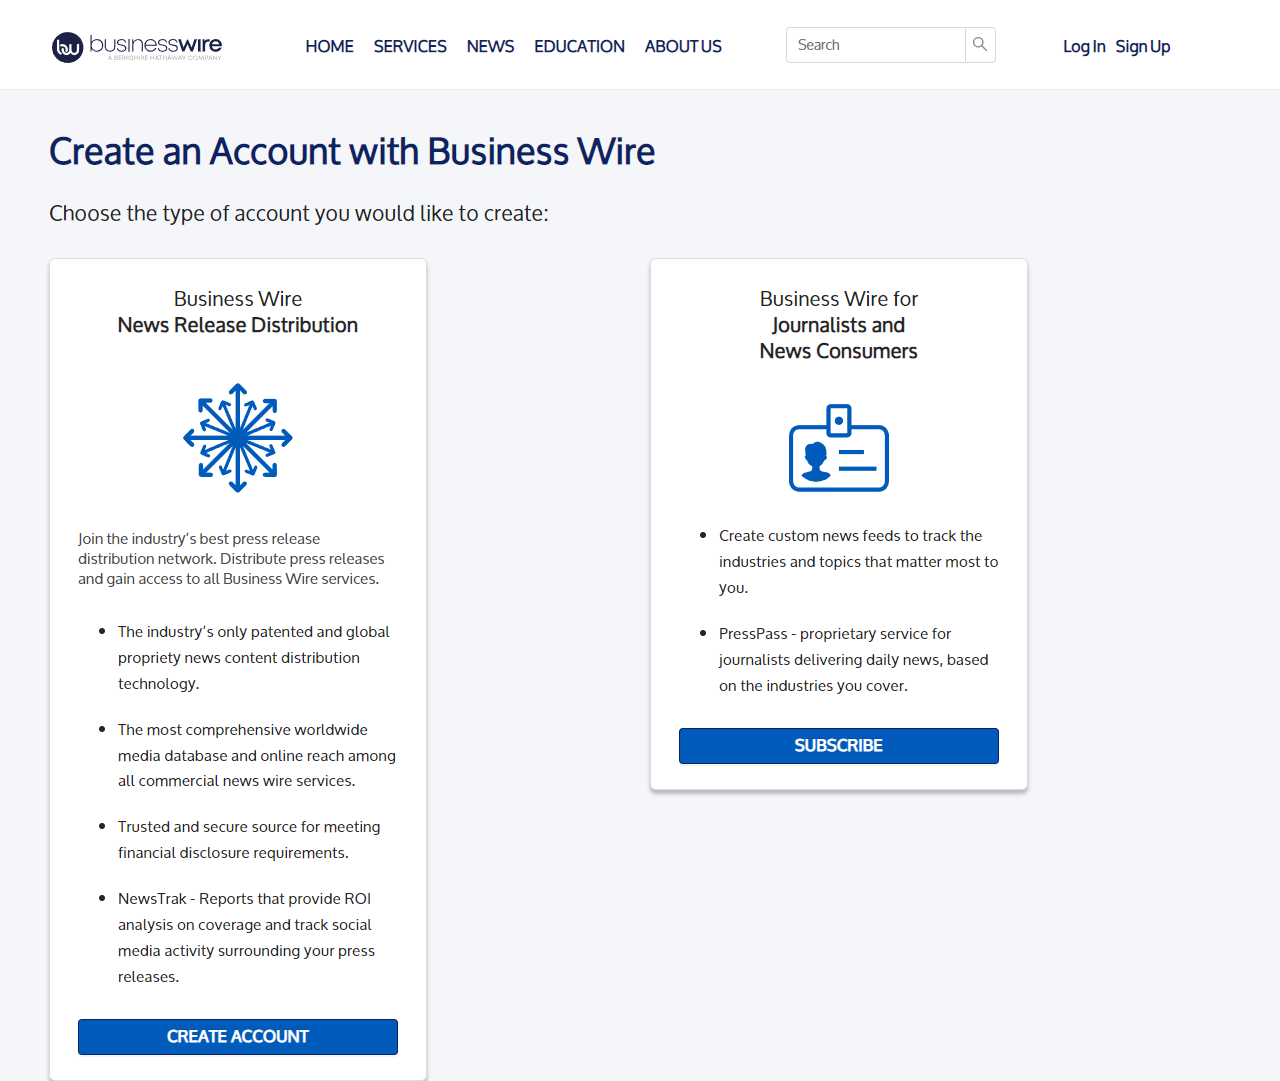 bu businesswire
A BERKSHIRE HATHAWAY COMPANY
HOME SERVICES NEWS EDUCATION ABOUT US
Search
Log In Sign Up
Create an Account with Business Wire
Choose the type of account you would like to create:
Business Wire
News Release Distribution
Join the industry’s best press release
distribution network. Distribute press releases
and gain access to all Business Wire services.
• The industry’s only patented and global
propriety news content distribution
technology.
• The most comprehensive worldwide
media database and online reach among
all commercial news wire services.
• Trusted and secure source for meeting
financial disclosure requirements.
• NewsTrak - Reports that provide ROI
analysis on coverage and track social
media activity surrounding your press
releases.
CREATE ACCOUNT
Business Wire for
Journalists and
News Consumers
• Create custom news feeds to track the
industries and topics that matter most to
you.
• PressPass - proprietary service for
journalists delivering daily news, based
on the industries you cover.
SUBSCRIBE